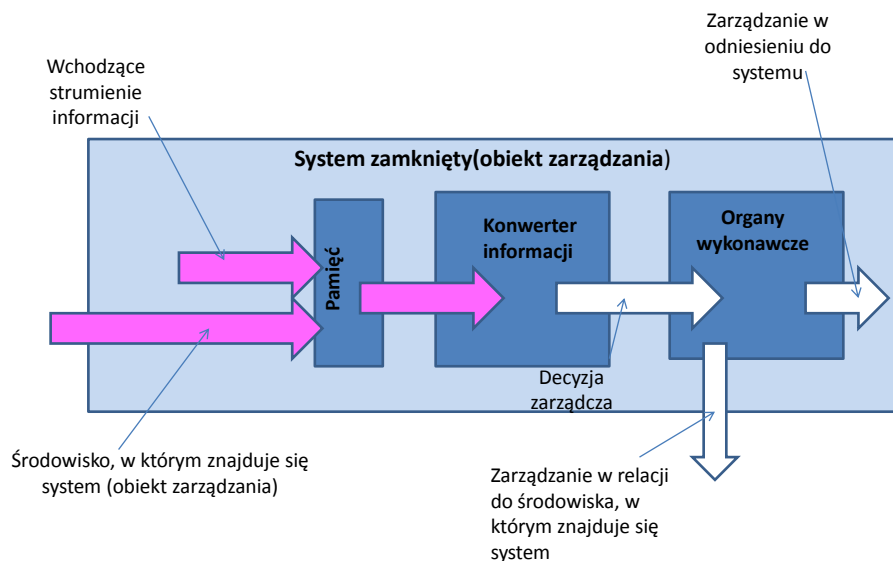 Zarządzanie w
odniesieniu do
systemu
Wchodzące
strumienie
informacji
System zamknięty(obiekt zarządzania)
Pamięć
Konwerter
informacji
Organy
wykonawcze
Decyzja
zarządcza
Środowisko, w którym znajduje się
system (obiekt zarządzania)
Zarządzanie w relacji
do środowiska, w
którym znajduje się
system